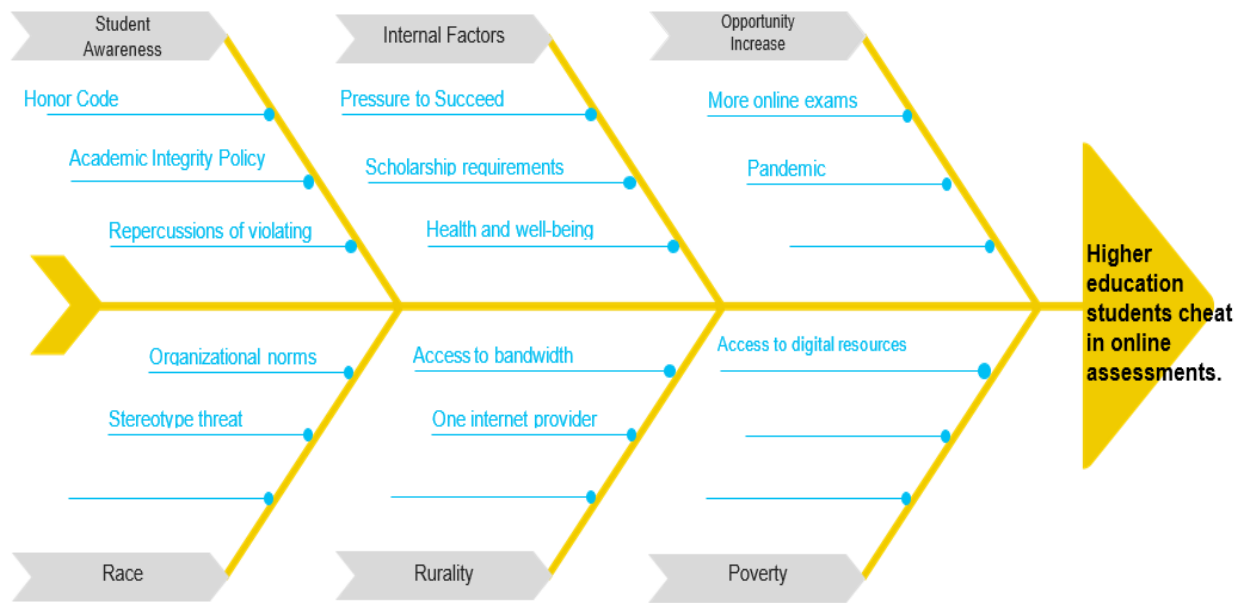 Student
Awareness
Internal Factors
Opportunity
Increase
Honor Code
Pressure to Succeed
More online exams
Academic Integrity Policy
Scholarship requirements
Pandemic
Repercussions of violating
Health and well-being
Higher
education
students cheat
in online
assessments.
Organizational norms
Access to bandwidth
Access to digital resources
Stereotype threat
One internet provider
Race
Rurality
Poverty